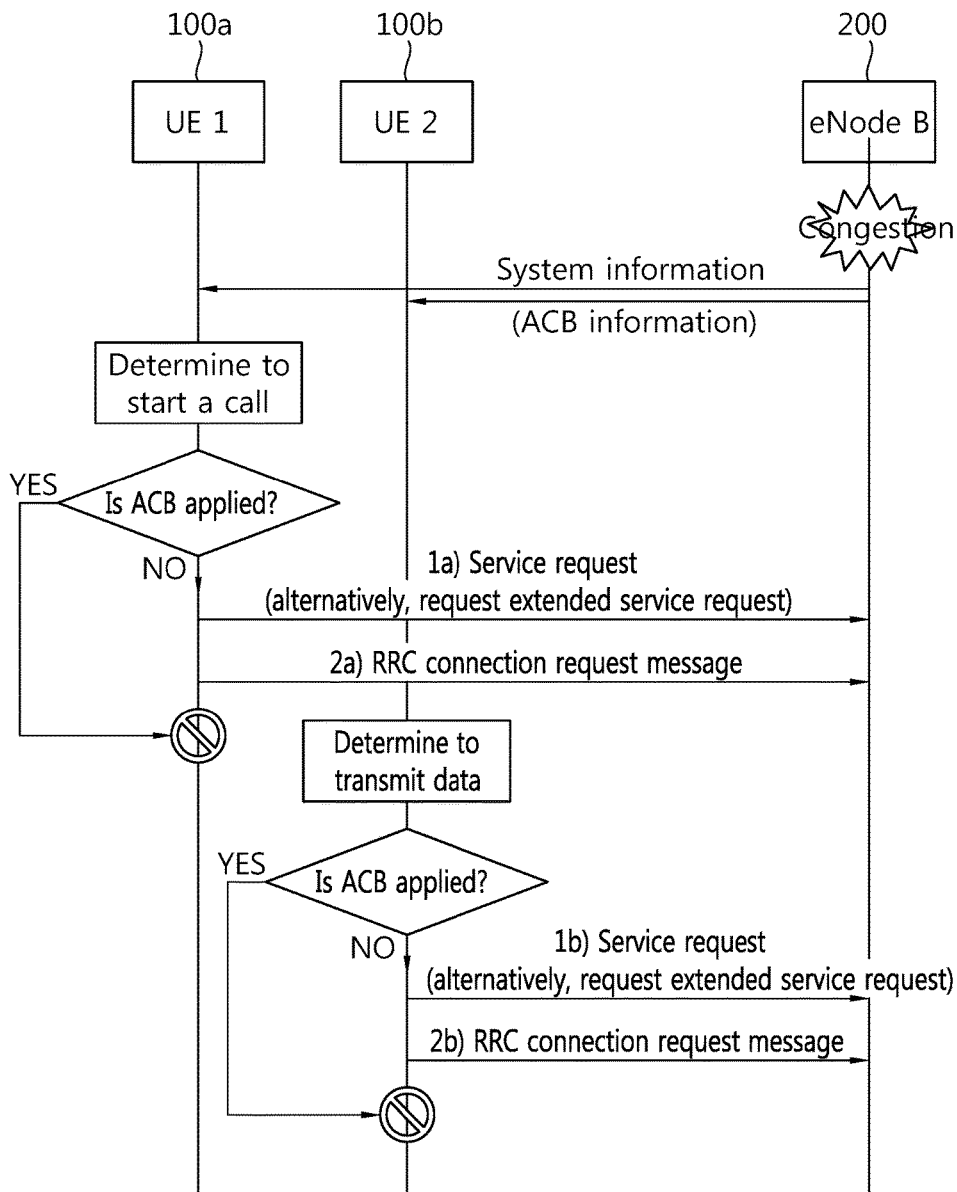 100a
100b
200
UE 1
UE 2
eNode B
Congestion
System information
(ACB information)
Determine to
start a call
YES
Is ACB applied?
NO
1a) Service request
(alternatively, request extended service request)
2a) RRC connection request message
Determine to
transmit data
YES
Is ACB applied?
NO
1b) Service request
(alternatively, request extended service request)
2b) RRC connection request message